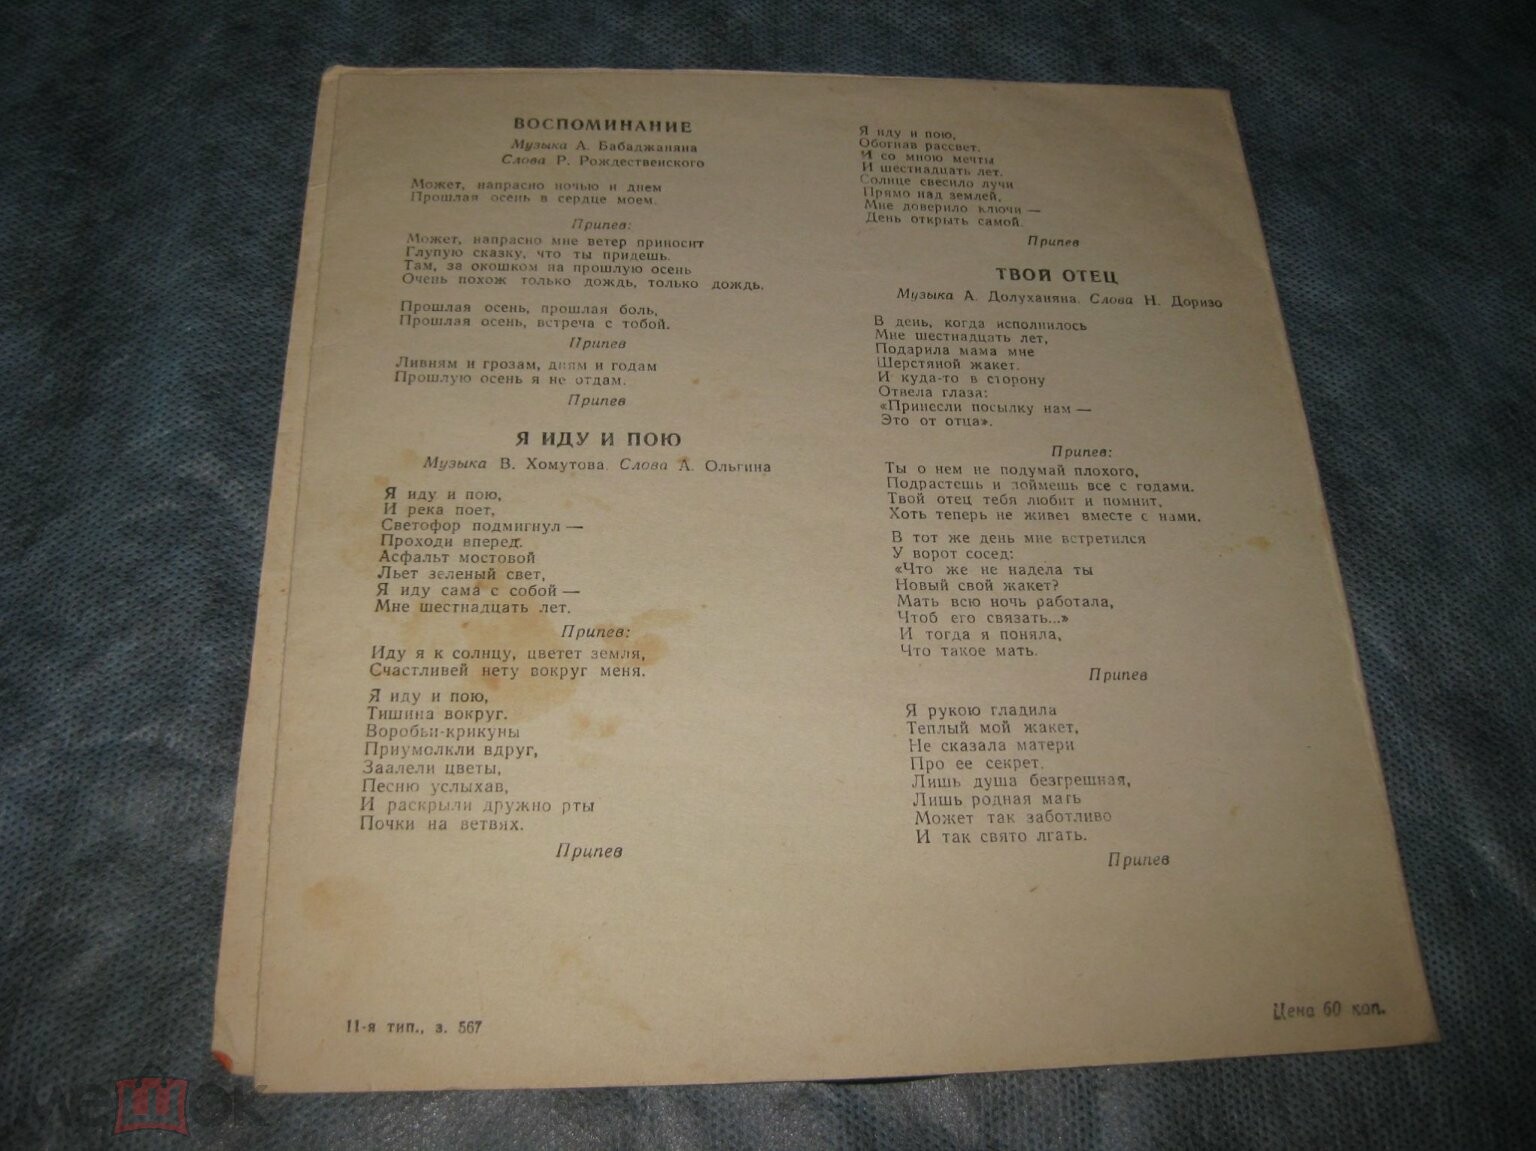 ВОСПОМИНАНИЕ
Музыка А. Бабаджаняна
Слова Р. Рождественского
Может, напрасно ночью и днем
Прошлая осень в сердце моем.
Припев:
Может, напрасно мне ветер приносит
Глупую сказку, что ты придешь.
Там, за окошком на прошлую осень
Очень похож только дождь, только дождь.
Прошлая осень, прошлая боль,
Прошлая осень, встреча с тобой.
Припев
Ливням и грозам, дням и годам
Прошлую осень я не отдам.
Припев
Я ИДУ И ПОЮ
Музыка В. Хомутова. Слова А. Ольгина
Я иду и пою,
И река поет,
Светофор подмигнул —
Проходи вперед.
Асфальт мостовой
Льет зеленый свет,
Я иду сама с собой —
Мне шестнадцать лет.
Припев:
Иду я к солнцу, цветет земля,
Счастливей нету вокруг меня.
Я иду и пою,
Тишина вокруг.
Воробьи-крикуны
Приумолкли вдруг,
Заалели цветы,
Песню услыхав,
И раскрыли дружно рты
Почки на ветвях.
Припев
Я иду и пою,
Обогнав рассвет.
И со мною мечты
И шестнадцать лет.
Солнце свесило лучи
Прямо над землей,
Мне доверило ключи —
День открыть самой.
Припев
ТВОЙ ОТЕЦ
Музыка А. Долуханяна. Слова Н. Доризо
В день, когда исполнилось
Мне шестнадцать лет,
Подарила мама мне
Шерстяной жакет.
И куда-то в сторону
Отвела глаза:
«Принесли посылку нам —
Это от отца».
Припев:
Ты о нем не подумай плохого,
Подрастешь и поймешь все с годами.
Твой отец тебя любит и помнит,
Хоть теперь не живет вместе с нами.
В тот же день мне встретился
У ворот сосед:
«Что же не надела ты
Новый свой жакет?
Мать всю ночь работала,
Чтоб его связать...»
И тогда я поняла,
Что такое мать.
Припев
Я рукою гладила
Теплый мой жакет,
Не сказала матери
Про ее секрет.
Лишь душа безгрешная,
Лишь родная мать
Может так заботливо
И так свято лгать.
Припев
11-я тип., з. 567
Цена 60 коп.
мешок